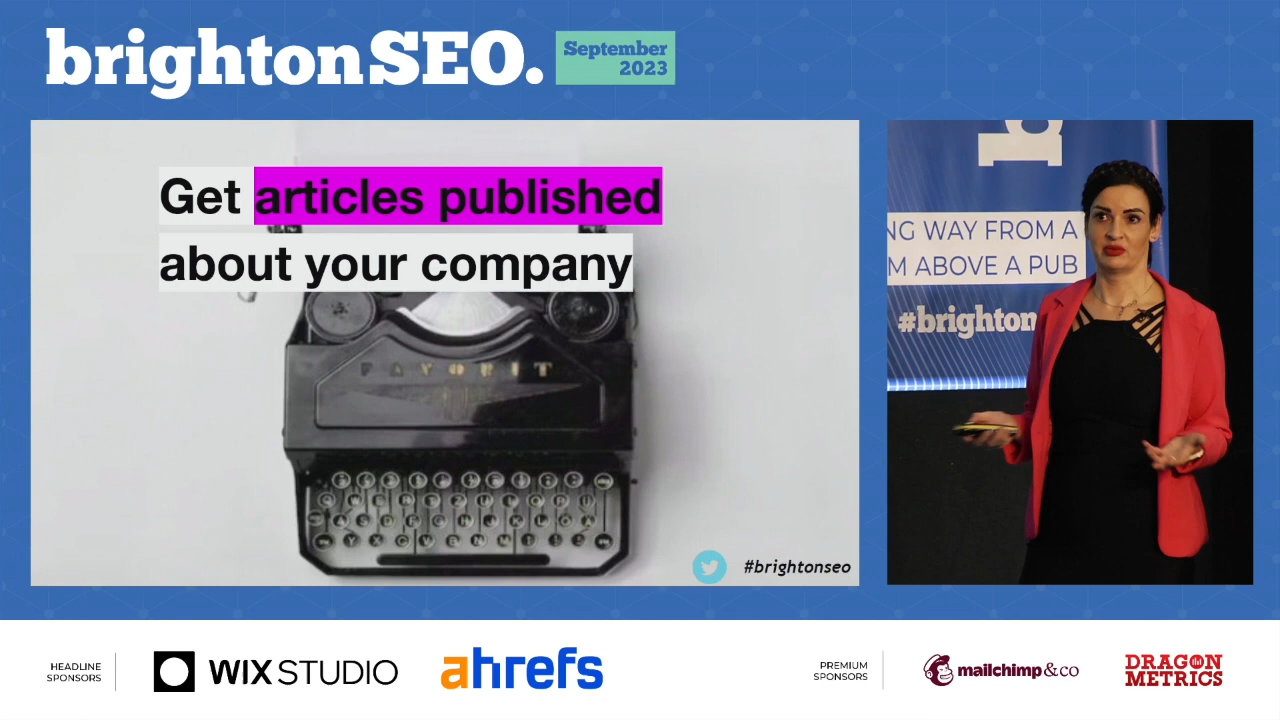 brightonSEO.
September
2023
Get articles published
about your company
FAVORIT
#brightonseo
NG WAY FROM A
M ABOVE A PUB
#brighton
HEADLINE
SPONSORS
WIX STUDIO
ahrefs
PREMIUM
SPONSORS
mailchimp&co
DRAGON
METRICS